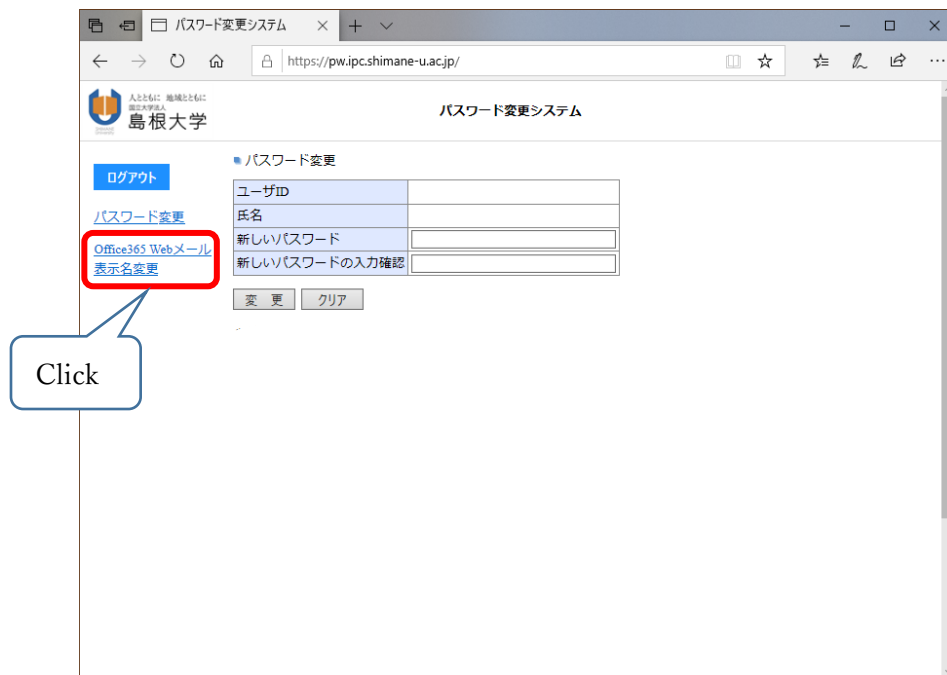 パスワード変更システム
https://pw.ipc.shimane-u.ac.jp/
人とともに 地域とともに
国立大学法人
島根大学
パスワード変更システム
ログアウト
パスワード変更
Office365 Webメール
表示名変更
パスワード変更
ユーザID
氏名
新しいパスワード
新しいパスワードの入力確認
変 更
クリア
Click